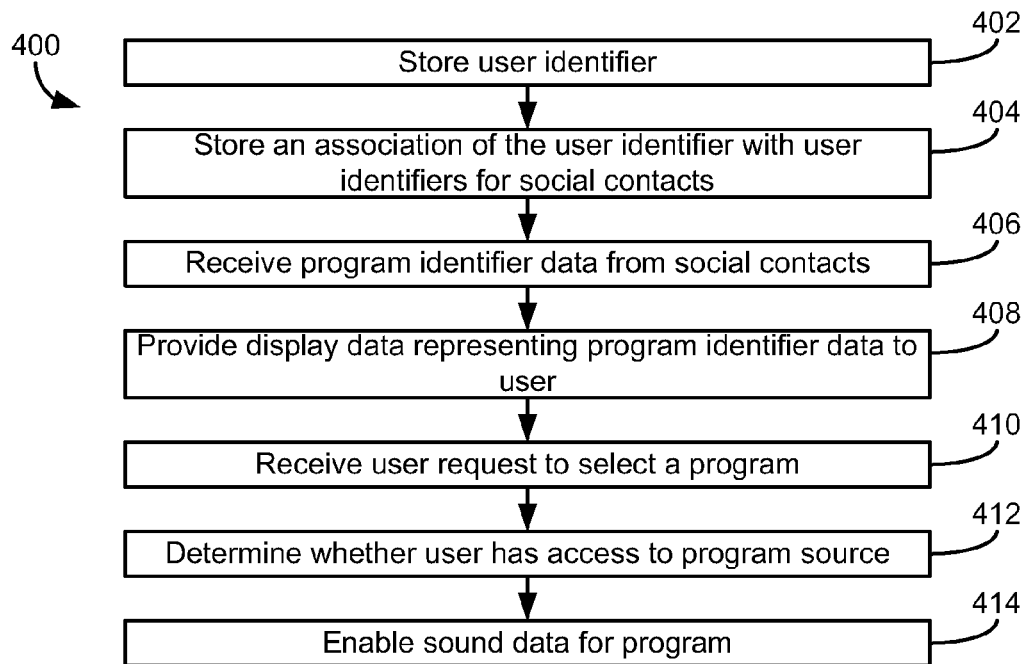 400
402
Store user identifier
404
Store an association of the user identifier with user
identifiers for social contacts
406
Receive program identifier data from social contacts
408
Provide display data representing program identifier data to
user
410
Receive user request to select a program
412
Determine whether user has access to program source
414
Enable sound data for program